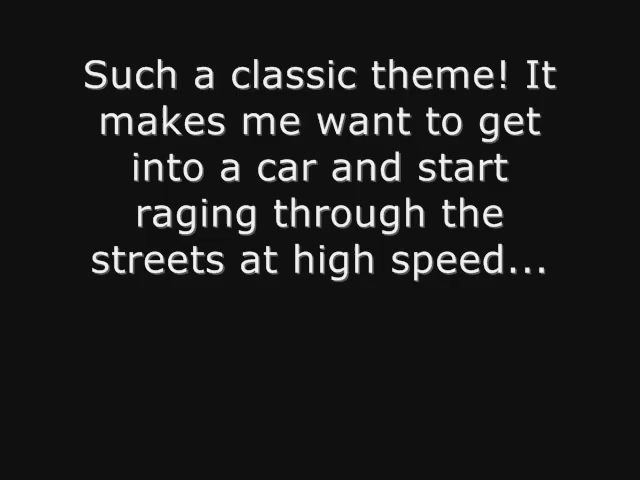 Such a classic theme! It
makes me want to get
into a car and start
raging through the
streets at high speed...